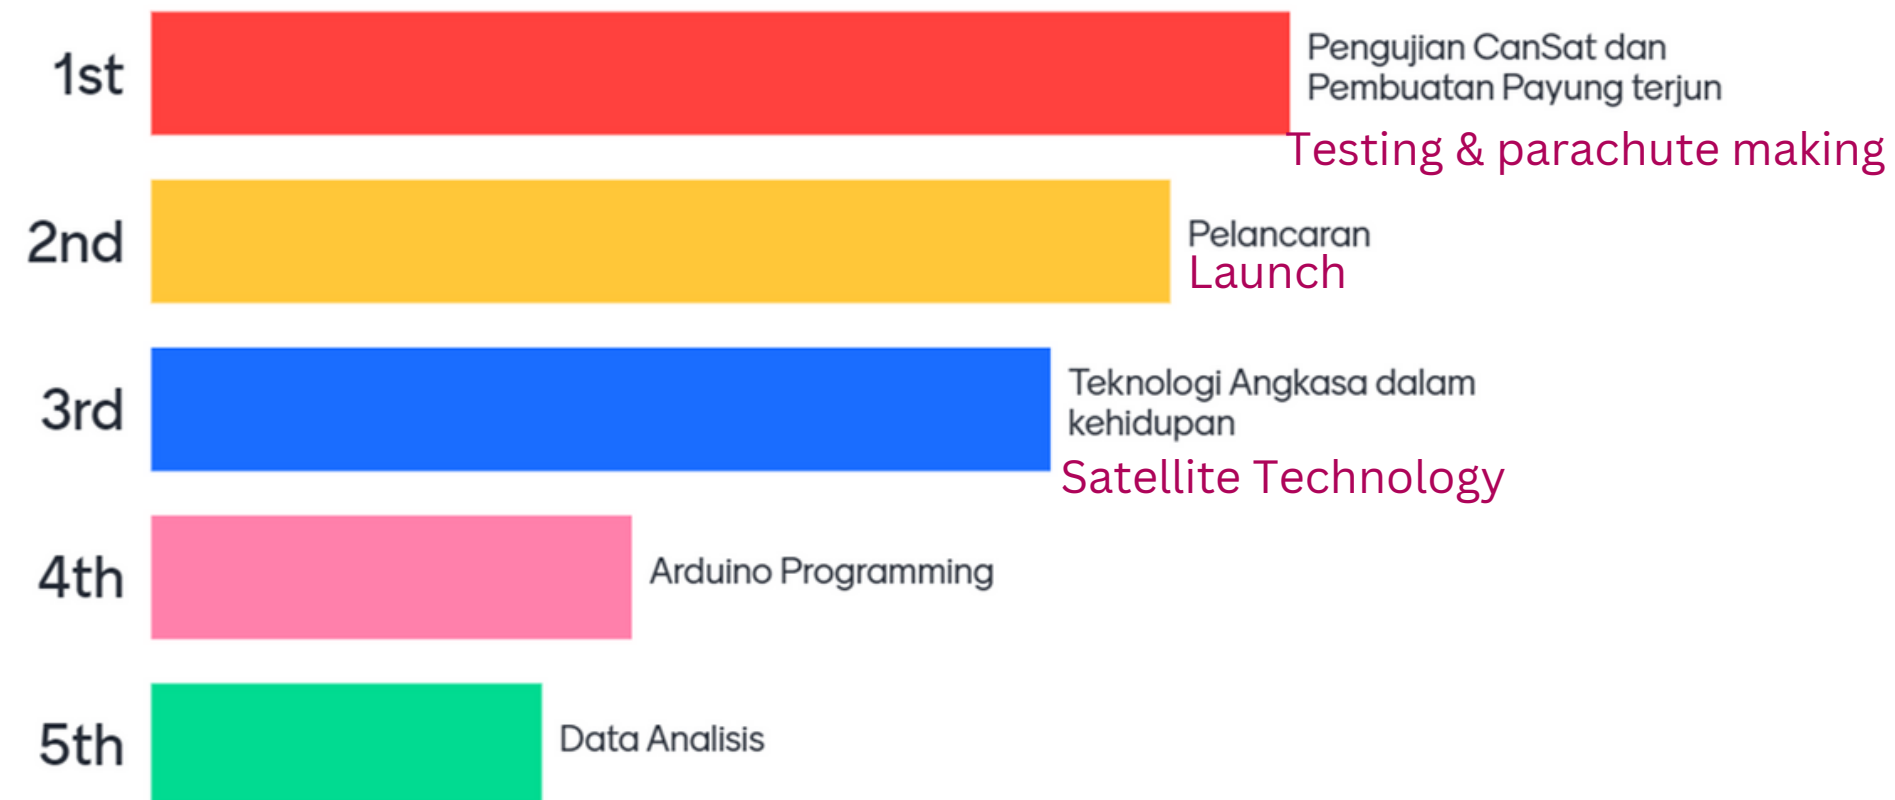 1st
Pengujian CanSat dan
Pembuatan Payung terjun
Testing & parachute making
2nd
Pelancaran
Launch
3rd
Teknologi Angkasa dalam
kehidupan
Satellite Technology
4th
Arduino Programming
5th
Data Analisis